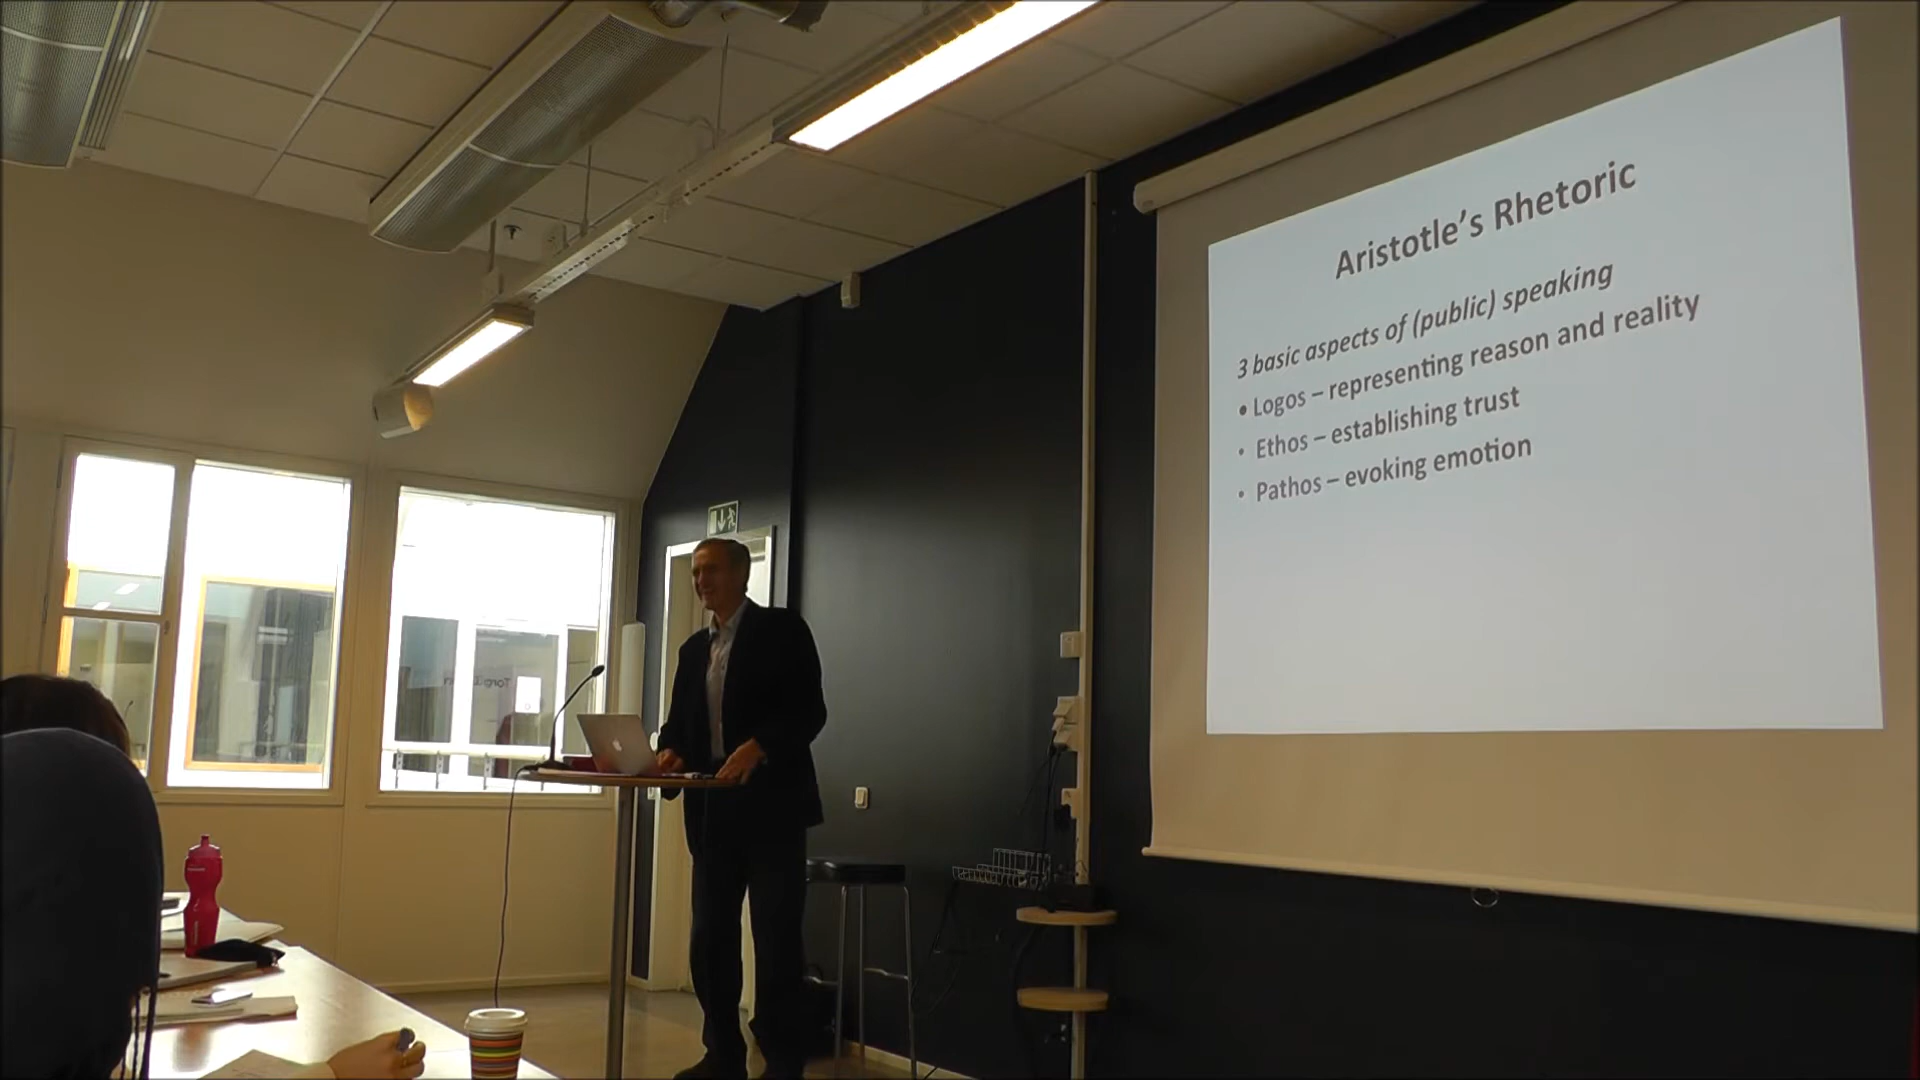 Aristotle's Rhetoric
3 basic aspects of (public) speaking
• Logos – representing reason and reality
• Ethos – establishing trust
• Pathos – evoking emotion